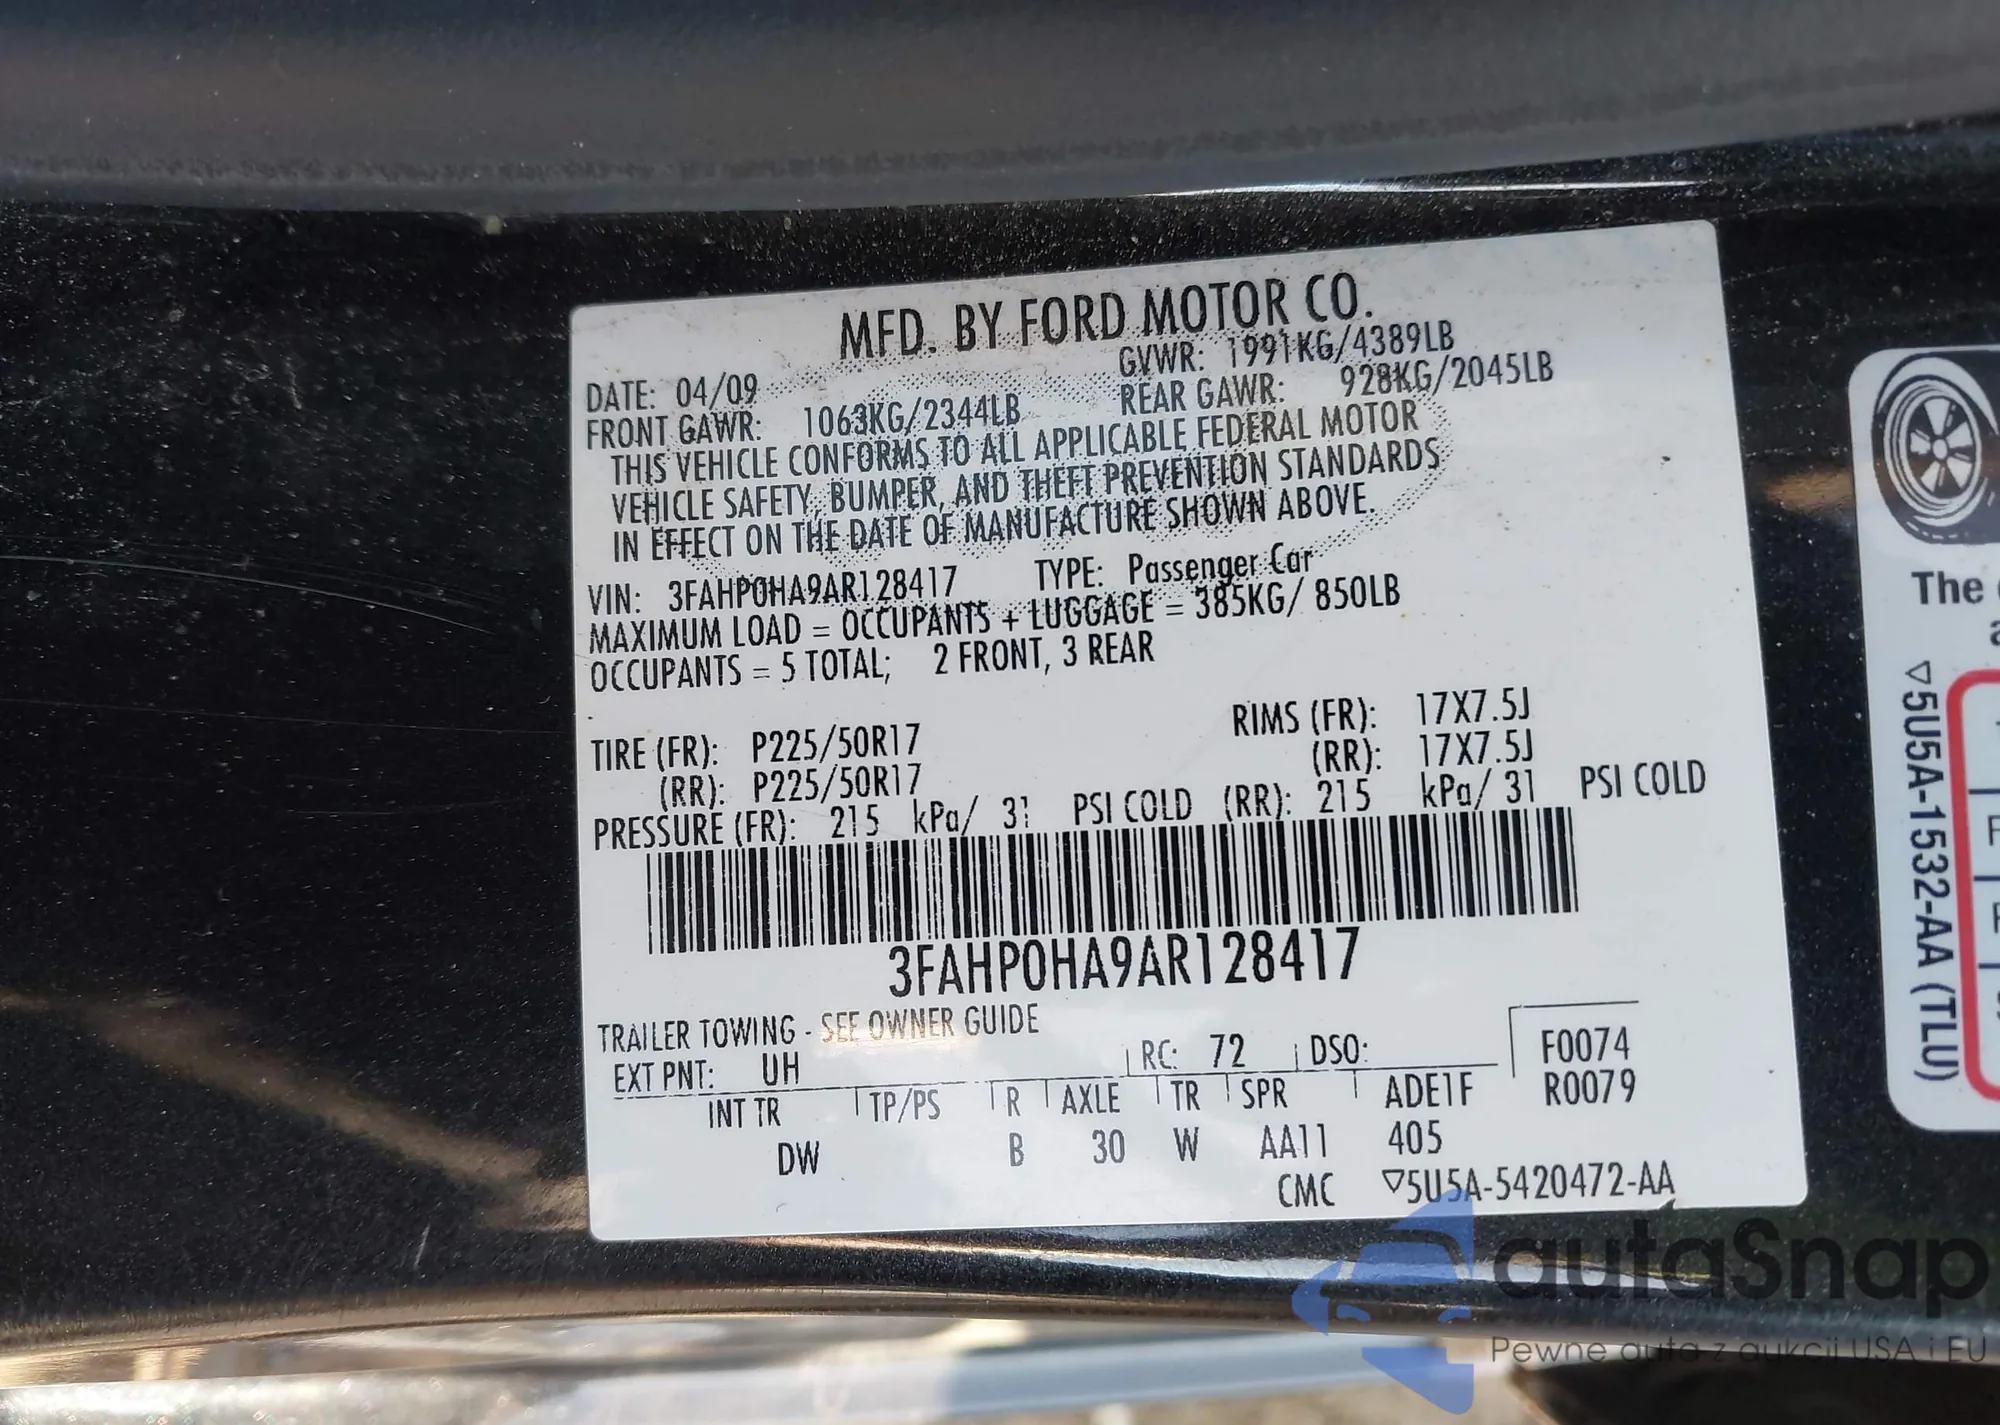 MFD. BY FORD MOTOR CO.
DATE: 04/09 GVWR: 1991KG/4389LB
FRONT GAWR: 1063KG/2344LB REAR GAWR: 928KG/2045LB
THIS VEHICLE CONFORMS TO ALL APPLICABLE FEDERAL MOTOR
VEHICLE SAFETY, BUMPER, AND THEFT PREVENTION STANDARDS
IN EFFECT ON THE DATE OF MANUFACTURE SHOWN ABOVE.
VIN: 3FAHP0HA9AR128417 TYPE: Passenger Car
MAXIMUM LOAD = OCCUPANTS + LUGGAGE = 385KG/ 850LB
OCCUPANTS = 5 TOTAL; 2 FRONT, 3 REAR
TIRE (FR): P225/50R17 RIMS (FR): 17X7.5J
(RR): P225/50R17 (RR): 17X7.5J
PRESSURE (FR): 215 kPa/ 31 PSI COLD (RR): 215 kPa/ 31 PSI COLD
3FAHP0HA9AR128417
TRAILER TOWING - SEE OWNER GUIDE
EXT PNT: UH RC: 72 DSO: F0074
INT TR TP/PS R AXLE TR SPR ADE1F R0079
DW B 30 W AA11 405
CMC ▽5U5A-5420472-AA
The
▽5U5A-1532-AA (TLU)
autaSnap
Pewne auta z aukcji USA i EU